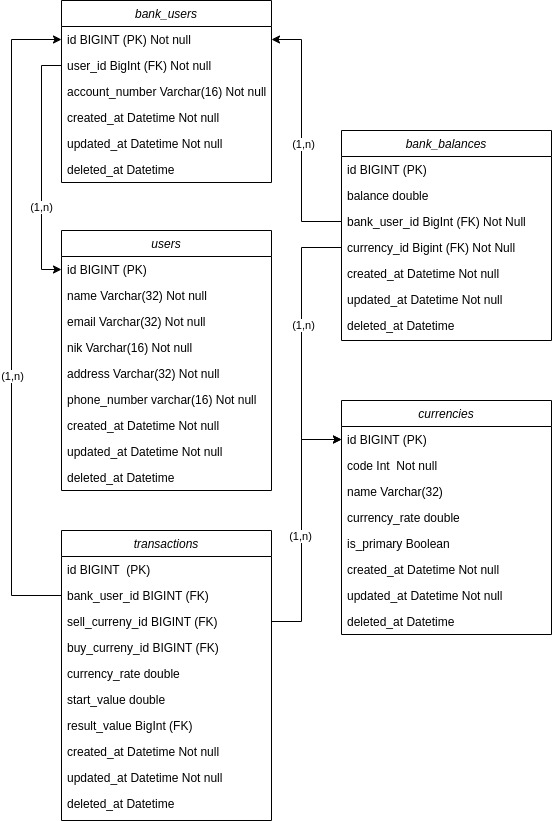 bank_users
id BIGINT (PK) Not null
user_id BigInt (FK) Not null
account_number Varchar(16) Not null
created_at Datetime Not null
updated_at Datetime Not null
deleted_at Datetime
(1,n)
(1,n)
bank_balances
id BIGINT (PK)
balance double
bank_user_id BigInt (FK) Not Null
currency_id Bigint (FK) Not Null
created_at Datetime Not null
updated_at Datetime Not null
deleted_at Datetime
(1,n)
users
id BIGINT (PK)
name Varchar(32) Not null
email Varchar(32) Not null
nik Varchar(16) Not null
address Varchar(32) Not null
phone_number varchar(16) Not null
created_at Datetime Not null
updated_at Datetime Not null
deleted_at Datetime
(1,n)
currencies
id BIGINT (PK)
code Int  Not null
name Varchar(32)
currency_rate double
is_primary Boolean
created_at Datetime Not null
updated_at Datetime Not null
deleted_at Datetime
(1,n)
transactions
id BIGINT  (PK)
bank_user_id BIGINT (FK)
sell_curreny_id BIGINT (FK)
buy_curreny_id BIGINT (FK)
currency_rate double
start_value double
result_value BigInt (FK)
created_at Datetime Not null
updated_at Datetime Not null
deleted_at Datetime